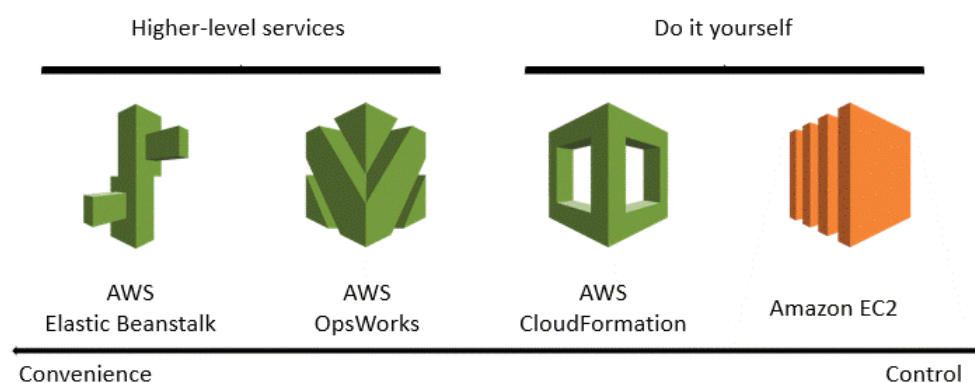 Higher-level services
Do it yourself
AWS
Elastic Beanstalk
AWS
OpsWorks
AWS
CloudFormation
Amazon EC2
Convenience
Control